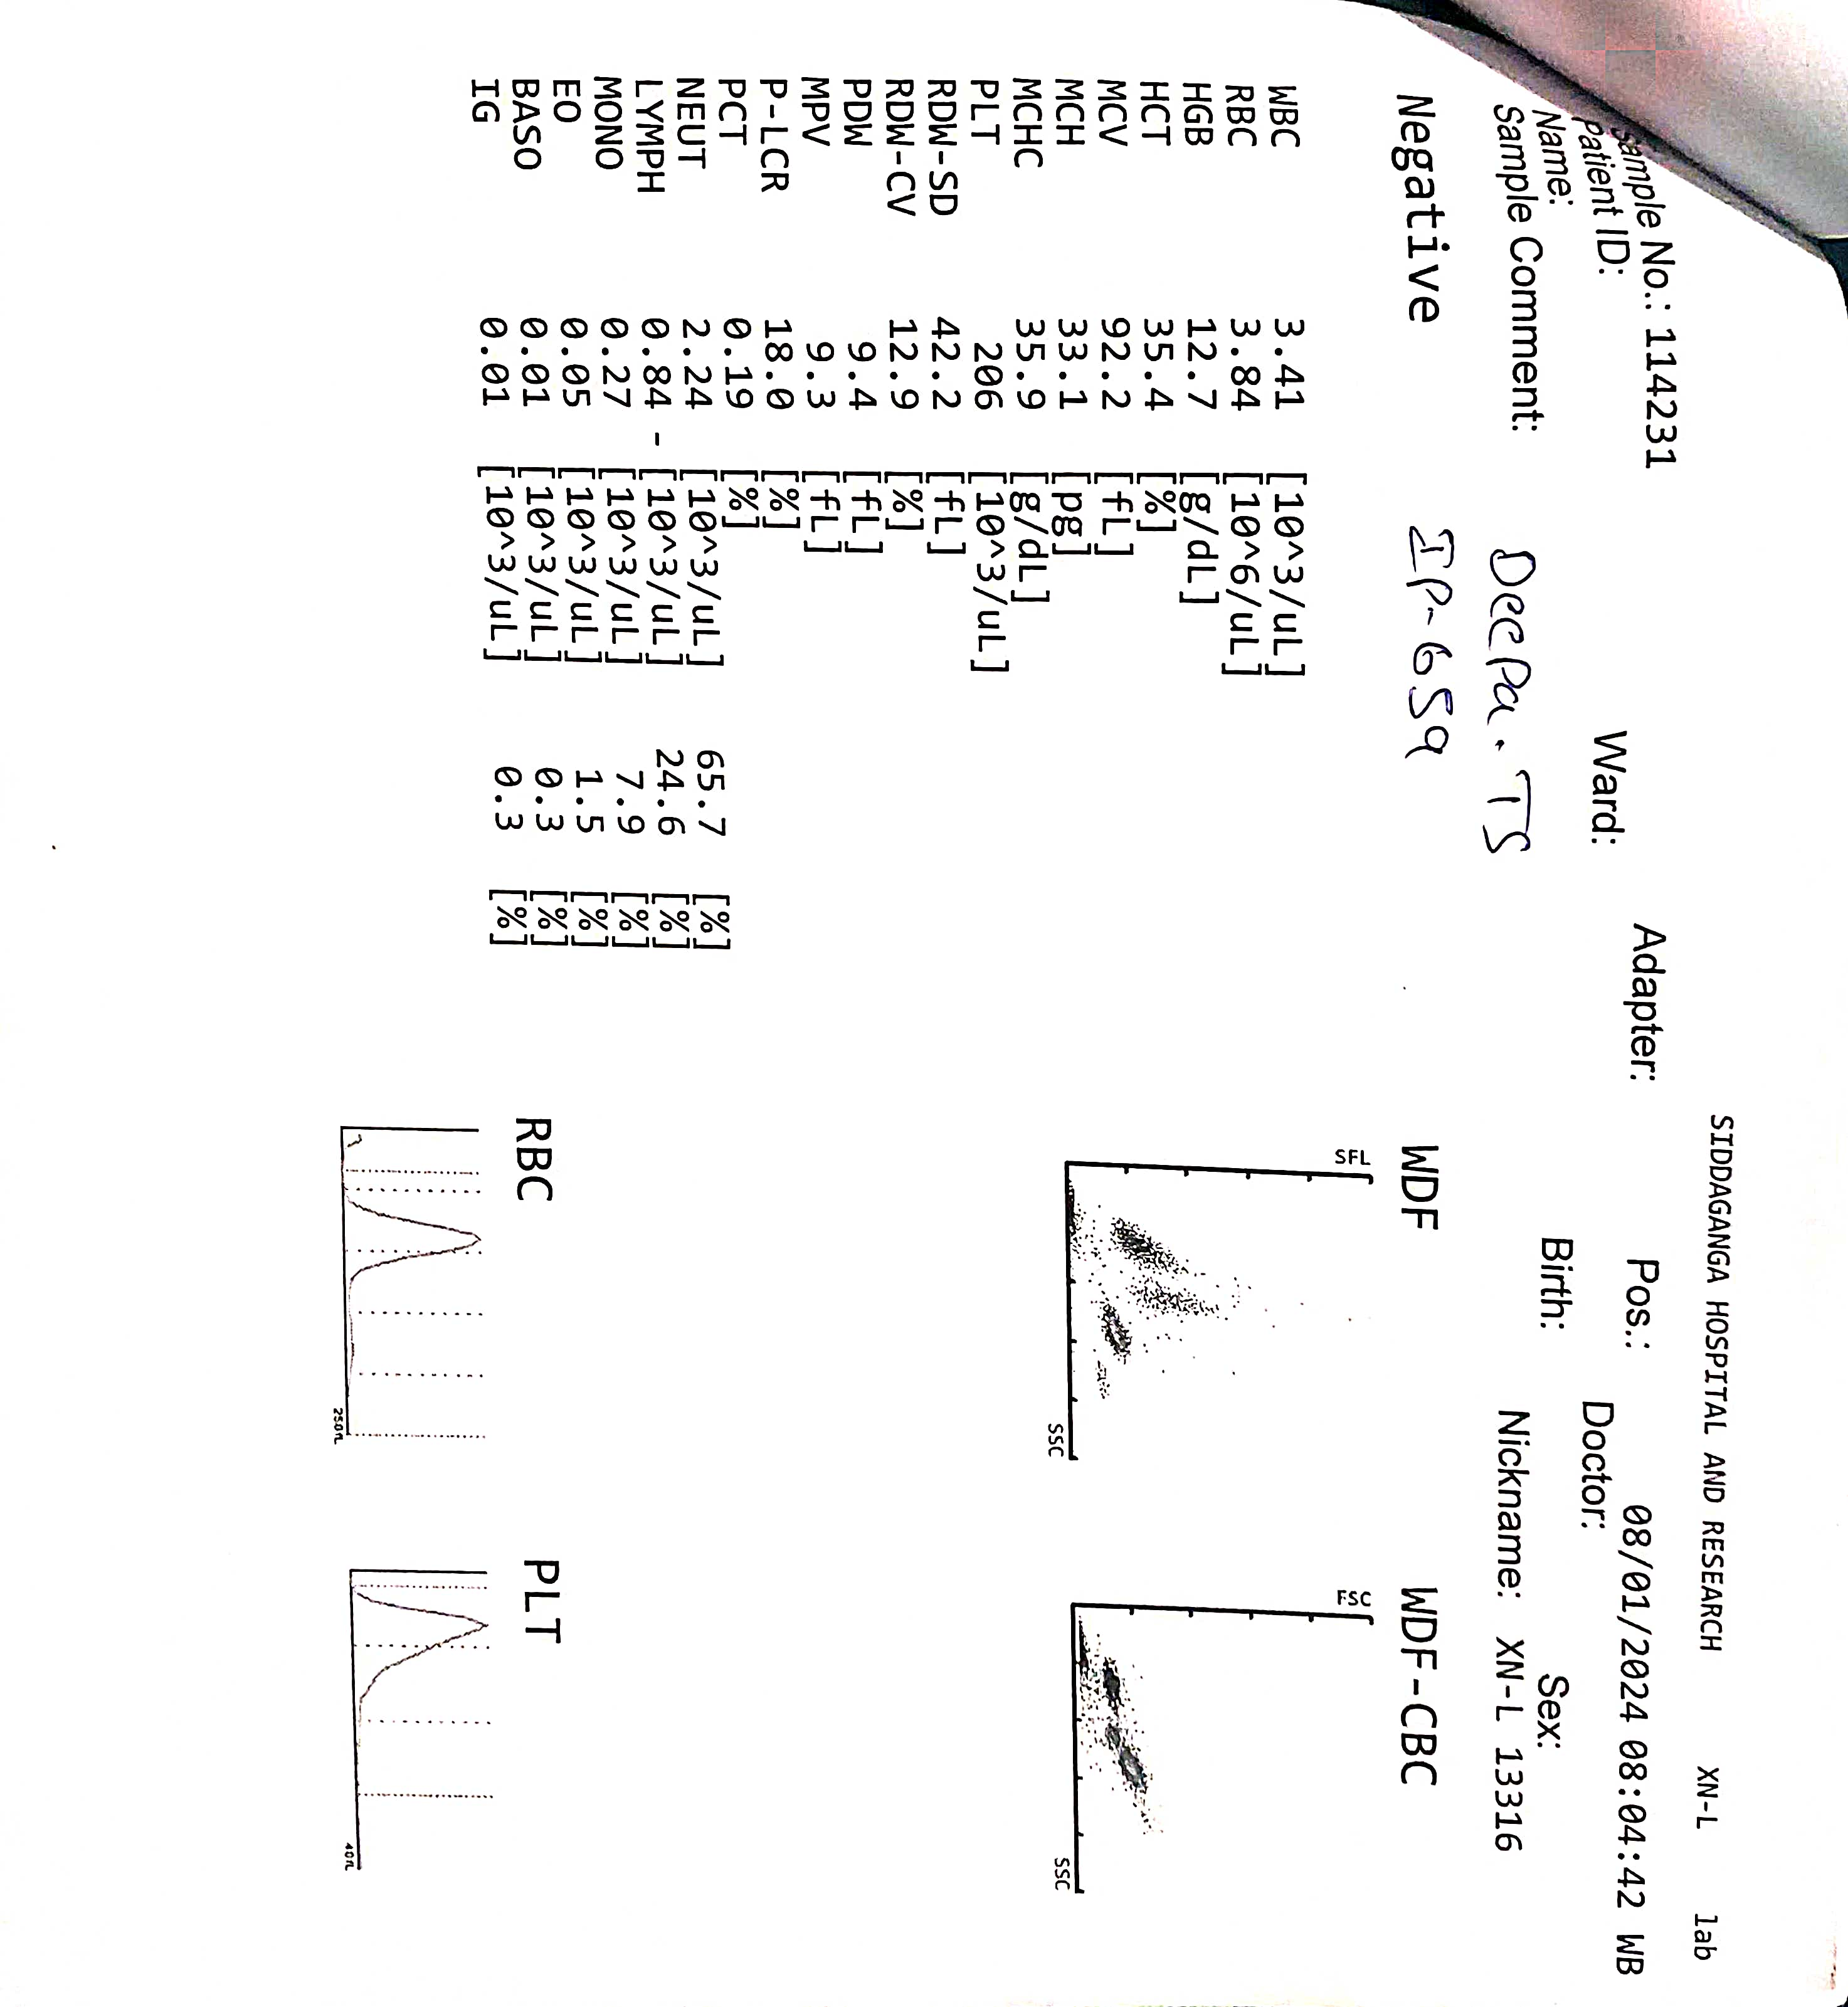 SIDDAGANGA HOSPITAL AND RESEARCH XN-L lab
Sample No.: 114231 Adapter: Pos.: 08/01/2024 08:04:42 WB
Patient ID: Ward: Doctor:
Name: Birth: Sex:
Sample Comment: Deepa. TS Nickname: XN-L 13316
Negative IP-659
WDF WDF-CBC
SFL SSC FSC SSC
WBC 3.41 [10^3/uL]
RBC 3.84 [10^6/uL]
HGB 12.7 [g/dL]
HCT 35.4 [%]
MCV 92.2 [fL]
MCH 33.1 [pg]
MCHC 35.9 [g/dL]
PLT 206 [10^3/uL]
RDW-SD 42.2 [fL]
RDW-CV 12.9 [%]
PDW 9.4 [fL]
MPV 9.3 [fL]
P-LCR 18.0 [%]
PCT 0.19 [%]
NEUT 2.24 [10^3/uL] 65.7 [%]
LYMPH 0.84 - [10^3/uL] 24.6 [%]
MONO 0.27 [10^3/uL] 7.9 [%]
EO 0.05 [10^3/uL] 1.5 [%]
BASO 0.01 [10^3/uL] 0.3 [%]
IG 0.01 [10^3/uL] 0.3 [%]
RBC PLT
250fL 40fL